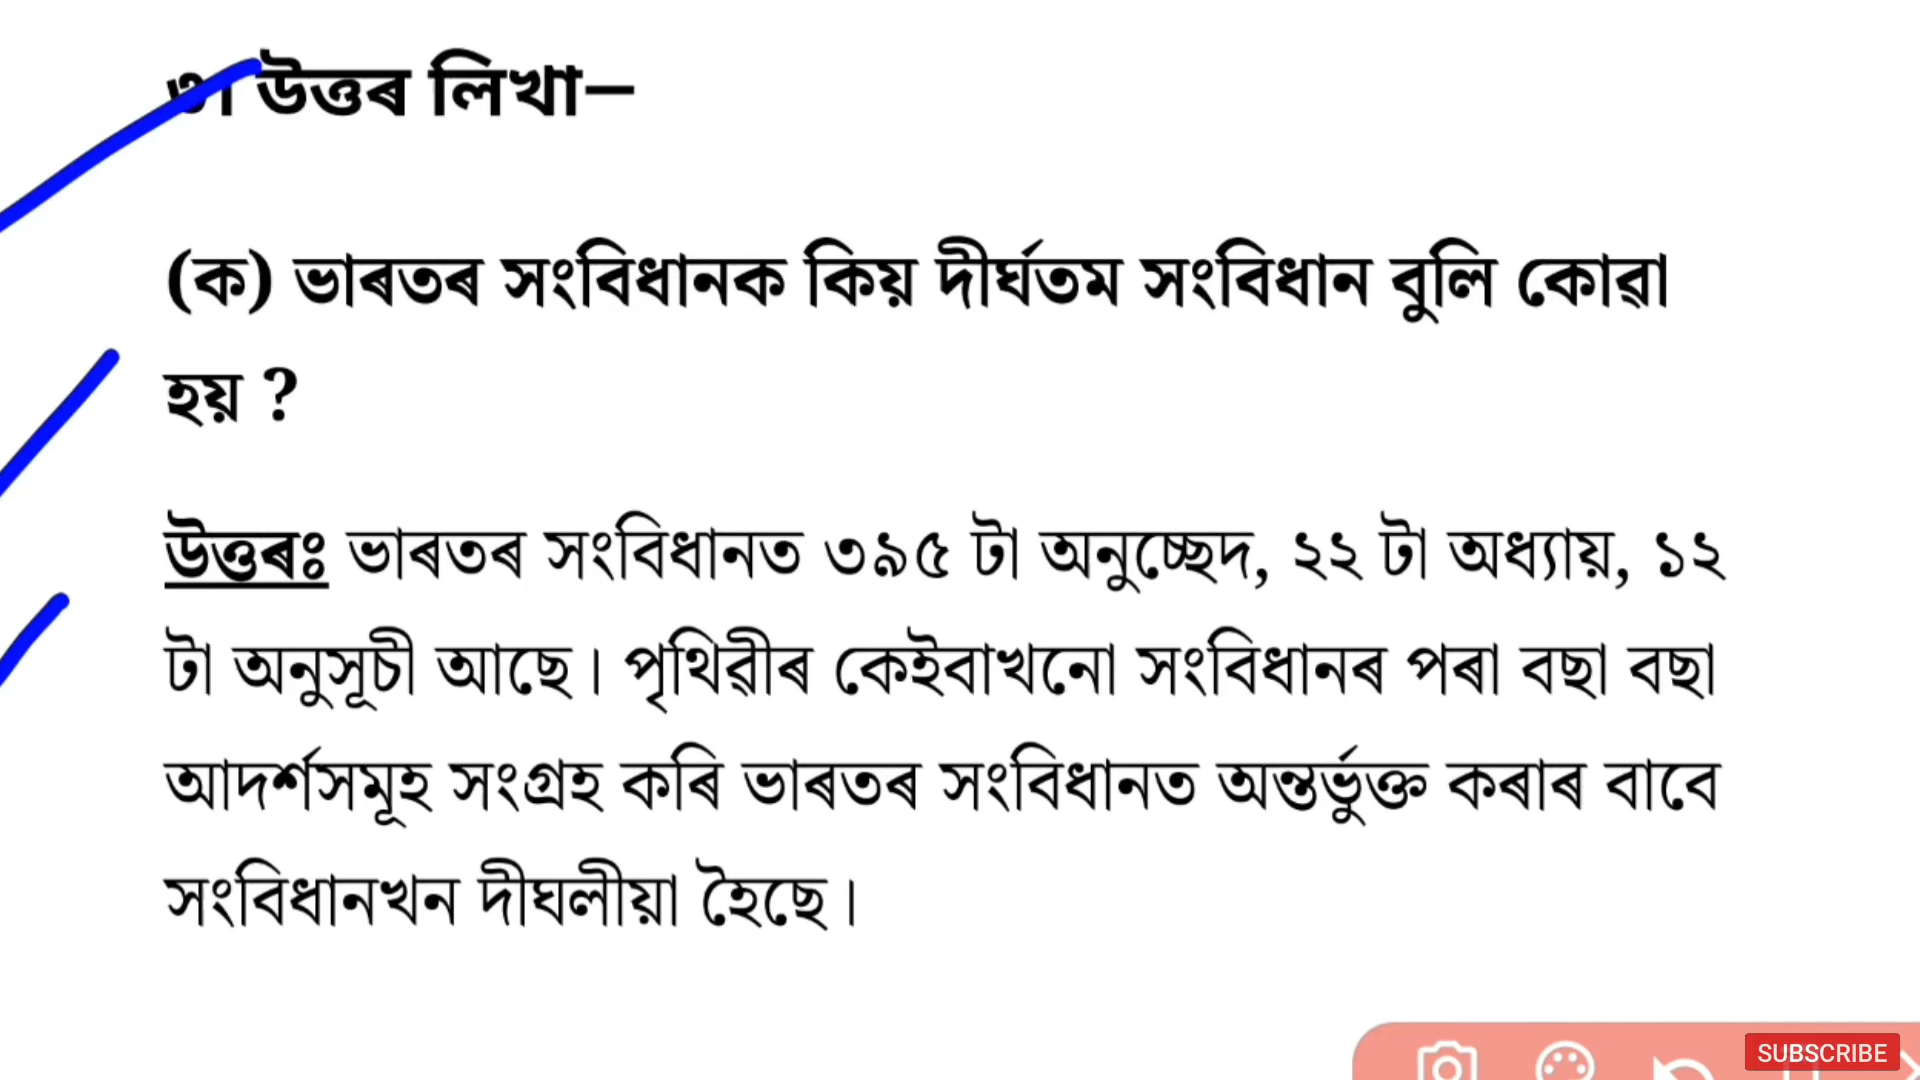 ৩। উত্তৰ লিখা–
(ক) ভাৰতৰ সংবিধানক কিয় দীৰ্ঘতম সংবিধান বুলি কোৱা
হয় ?
উত্তৰঃ ভাৰতৰ সংবিধানত ৩৯৫ টা অনুচ্ছেদ, ২২ টা অধ্যায়, ১২
টা অনুসূচী আছে। পৃথিৱীৰ কেইবাখনো সংবিধানৰ পৰা বছা বছা
আদৰ্শসমূহ সংগ্ৰহ কৰি ভাৰতৰ সংবিধানত অন্তৰ্ভুক্ত কৰাৰ বাবে
সংবিধানখন দীঘলীয়া হৈছে।
SUBSCRIBE